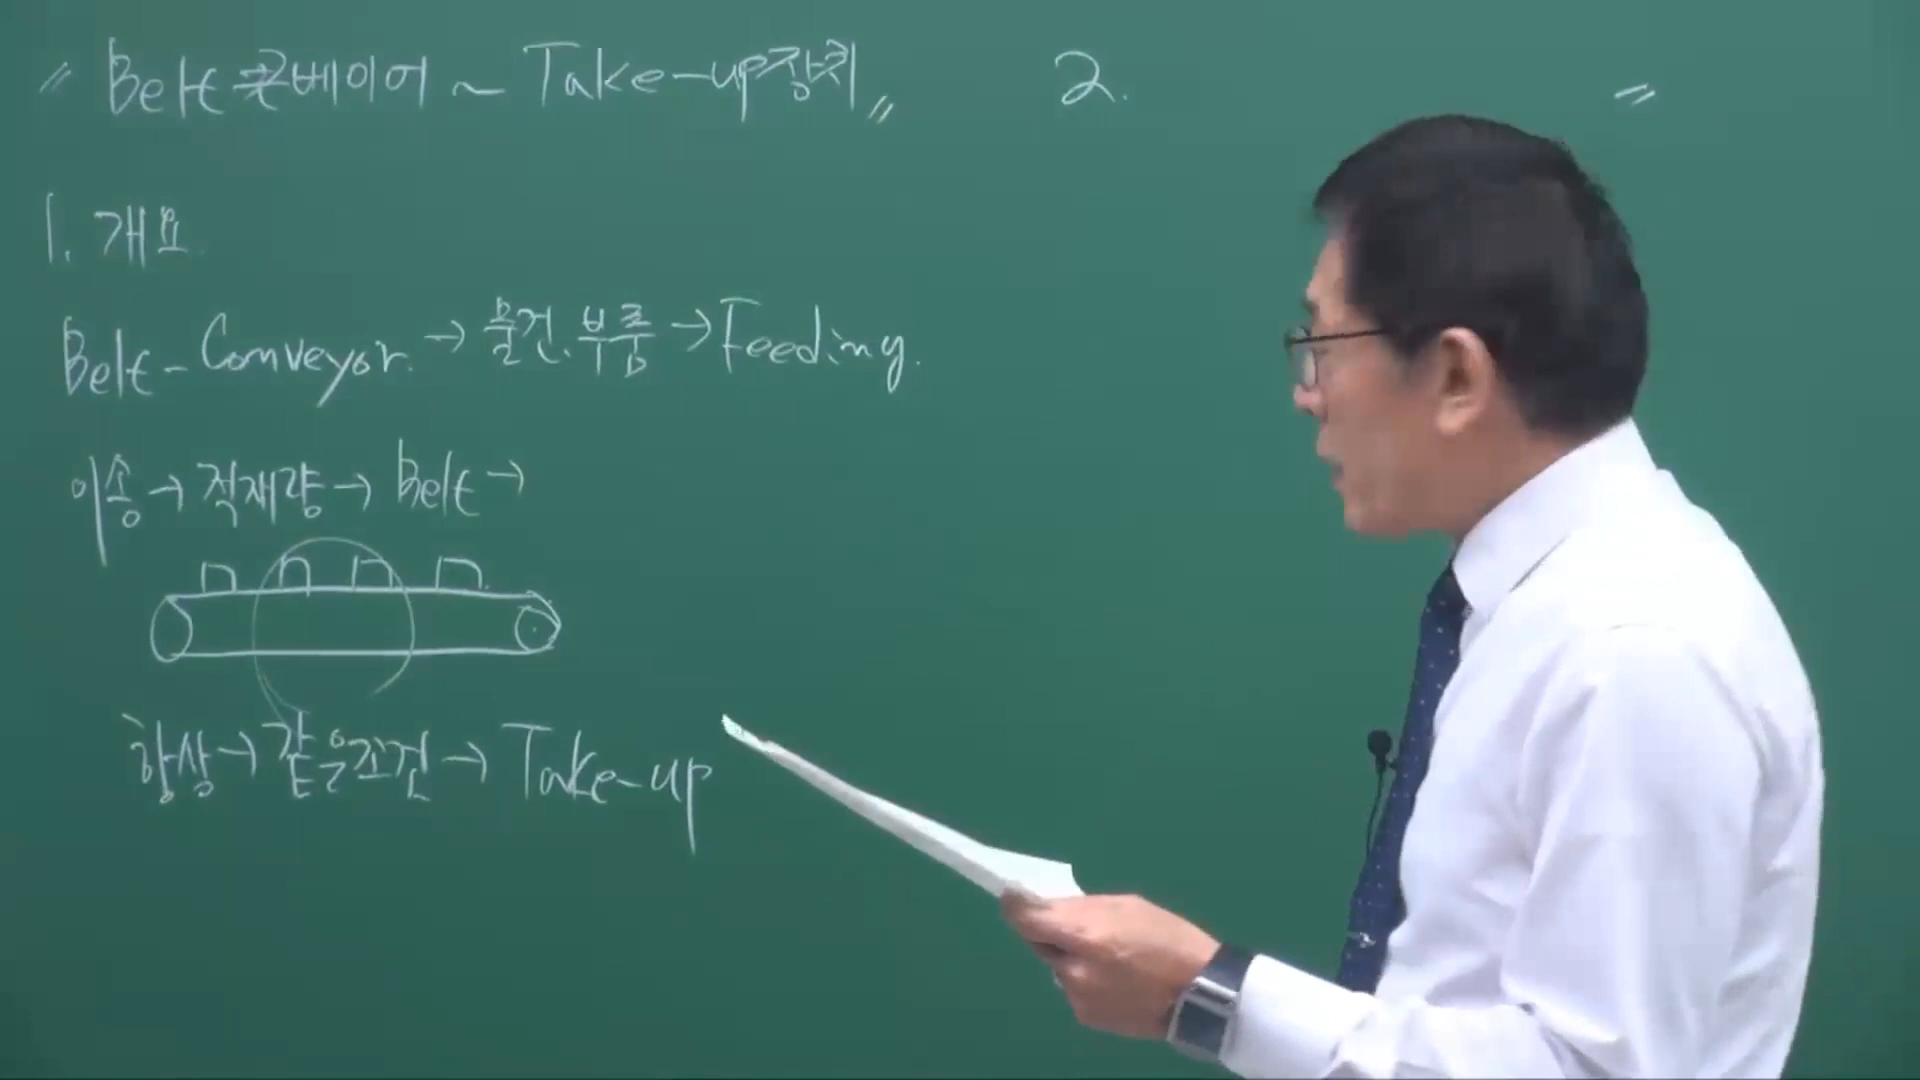 〃 Belt 콘베이어 ~ Take-up장치 〃
1. 개요
Belt-Conveyor. → 물건.부품 → Feeding.
이송 → 적재량 → Belt →
항상 → 같은조건 → Take-up
2. 〃